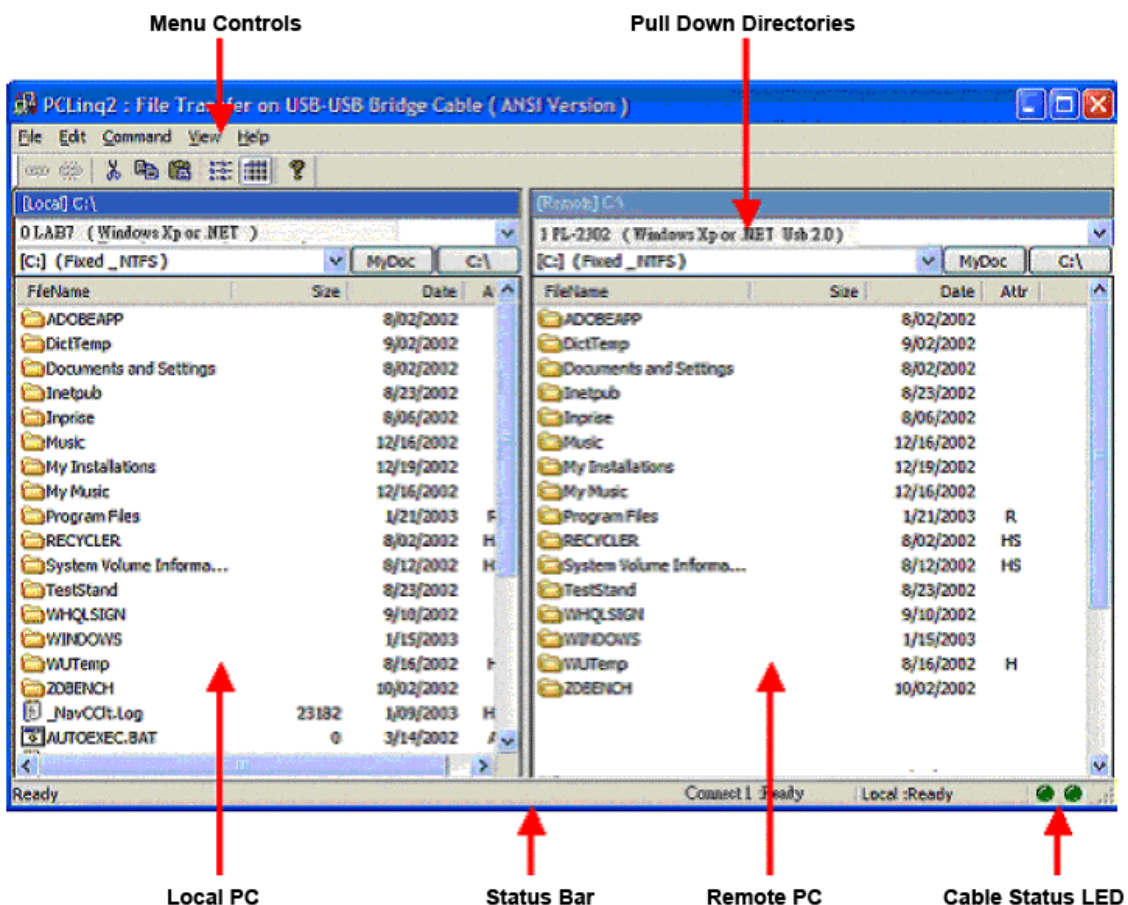 Menu Controls Pull Down Directories
PCLinq2 : File Transfer on USB-USB Bridge Cable ( ANSI Version )
File Edit Command View Help
[Local] C:\ [Remote] C:\
0 LAB7 ( Windows Xp or .NET ) 1 PL-2302 ( Windows Xp or .NET Usb 2.0 )
[C:] (Fixed _NTFS ) MyDoc C:\ [C:] (Fixed _NTFS ) MyDoc C:\
FileName Size Date A FileName Size Date Attr
ADOBEAPP 8/02/2002 ADOBEAPP 8/02/2002
DictTemp 9/02/2002 DictTemp 9/02/2002
Documents and Settings 8/02/2002 Documents and Settings 8/02/2002
Inetpub 8/23/2002 Inetpub 8/23/2002
Inprise 8/06/2002 Inprise 8/06/2002
Music 12/16/2002 Music 12/16/2002
My Installations 12/19/2002 My Installations 12/19/2002
My Music 12/16/2002 My Music 12/16/2002
Program Files 1/21/2003 Program Files 1/21/2003 R
RECYCLER 8/02/2002 H RECYCLER 8/02/2002 HS
System Volume Informa... 8/12/2002 H System Volume Informa... 8/12/2002 HS
TestStand 8/23/2002 TestStand 8/23/2002
WHQLSIGN 9/10/2002 WHQLSIGN 9/10/2002
WINDOWS 1/15/2003 WINDOWS 1/15/2003
WUTemp 8/16/2002 WUTemp 8/16/2002 H
ZDBENCH 10/02/2002 ZDBENCH 10/02/2002
_NavCClt.Log 23182 1/09/2003 H
AUTOEXEC.BAT 0 3/14/2002 A
Ready Connect 1 :Ready Local :Ready
Local PC Status Bar Remote PC Cable Status LED